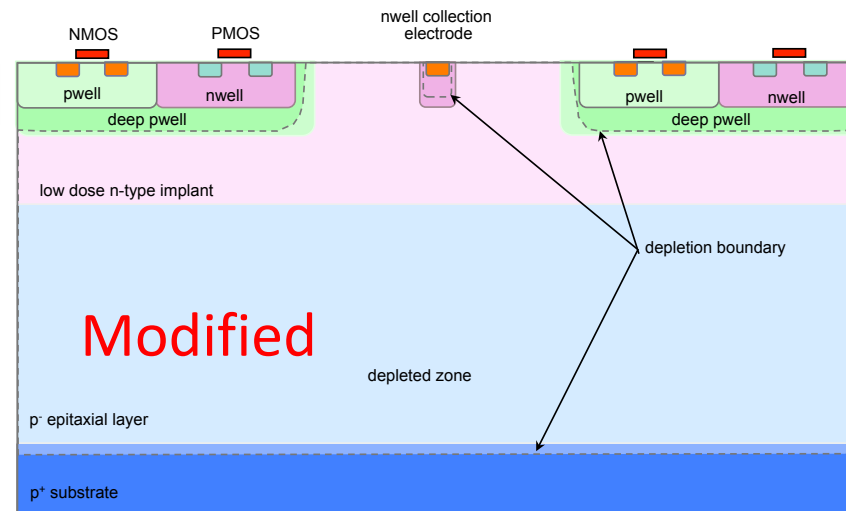 NMOS
PMOS
nwell collection
electrode
pwell
nwell
deep pwell
pwell
nwell
deep pwell
low dose n-type implant
depletion boundary
Modified
depleted zone
p- epitaxial layer
p+ substrate